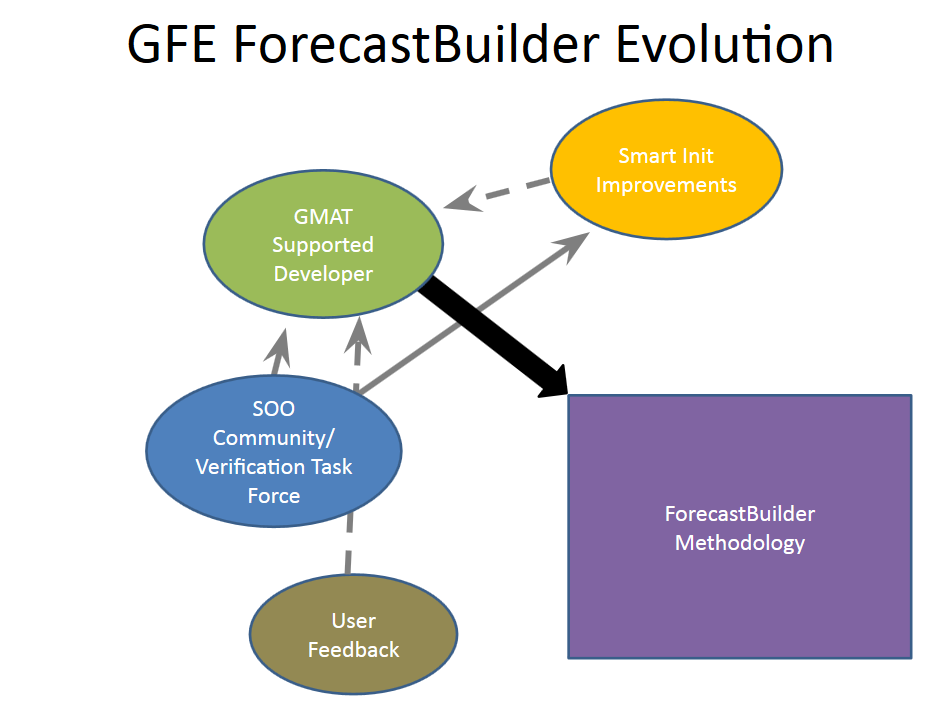 GFE ForecastBuilder Evolution
Smart Init
Improvements
GMAT
Supported
Developer
SOO
Community/
Verification Task
Force
ForecastBuilder
Methodology
User
Feedback